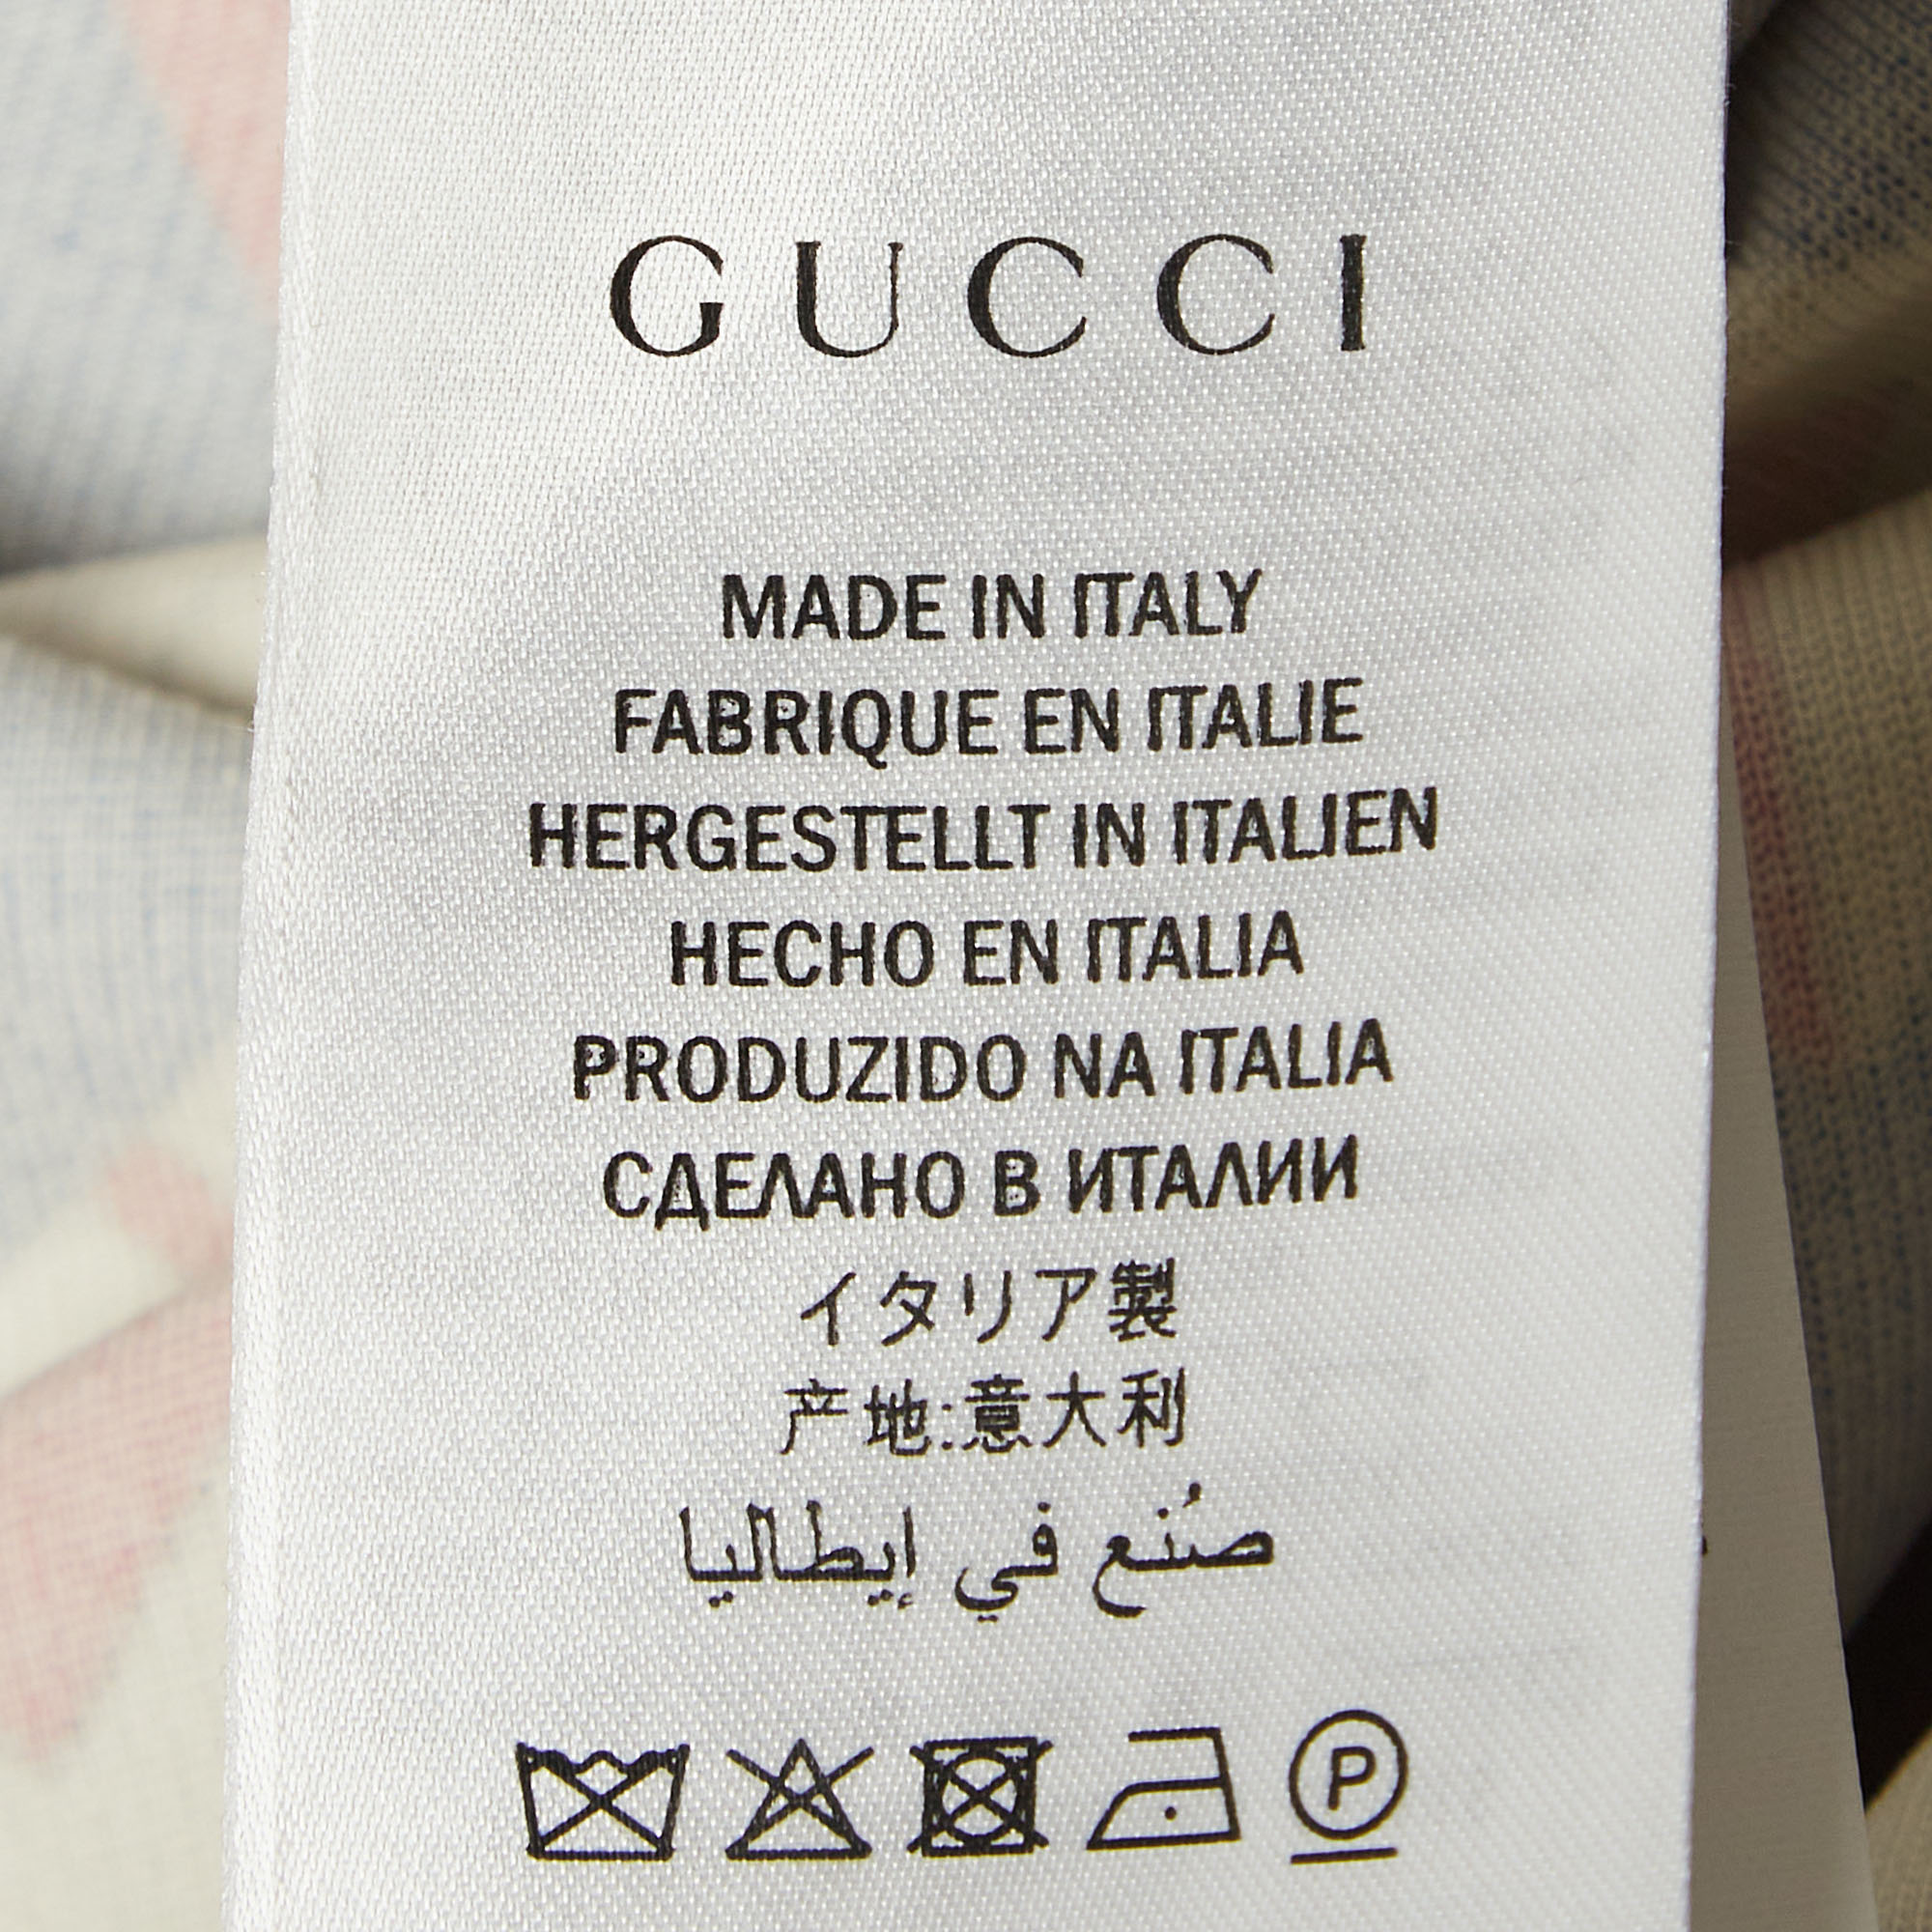 GUCCI
MADE IN ITALY
FABRIQUE EN ITALIE
HERGESTELLT IN ITALIEN
HECHO EN ITALIA
PRODUZIDO NA ITALIA
СДЕЛАНО В ИТАЛИИ
イタリア製
产地:意大利
صُنع في إيطاليا
P